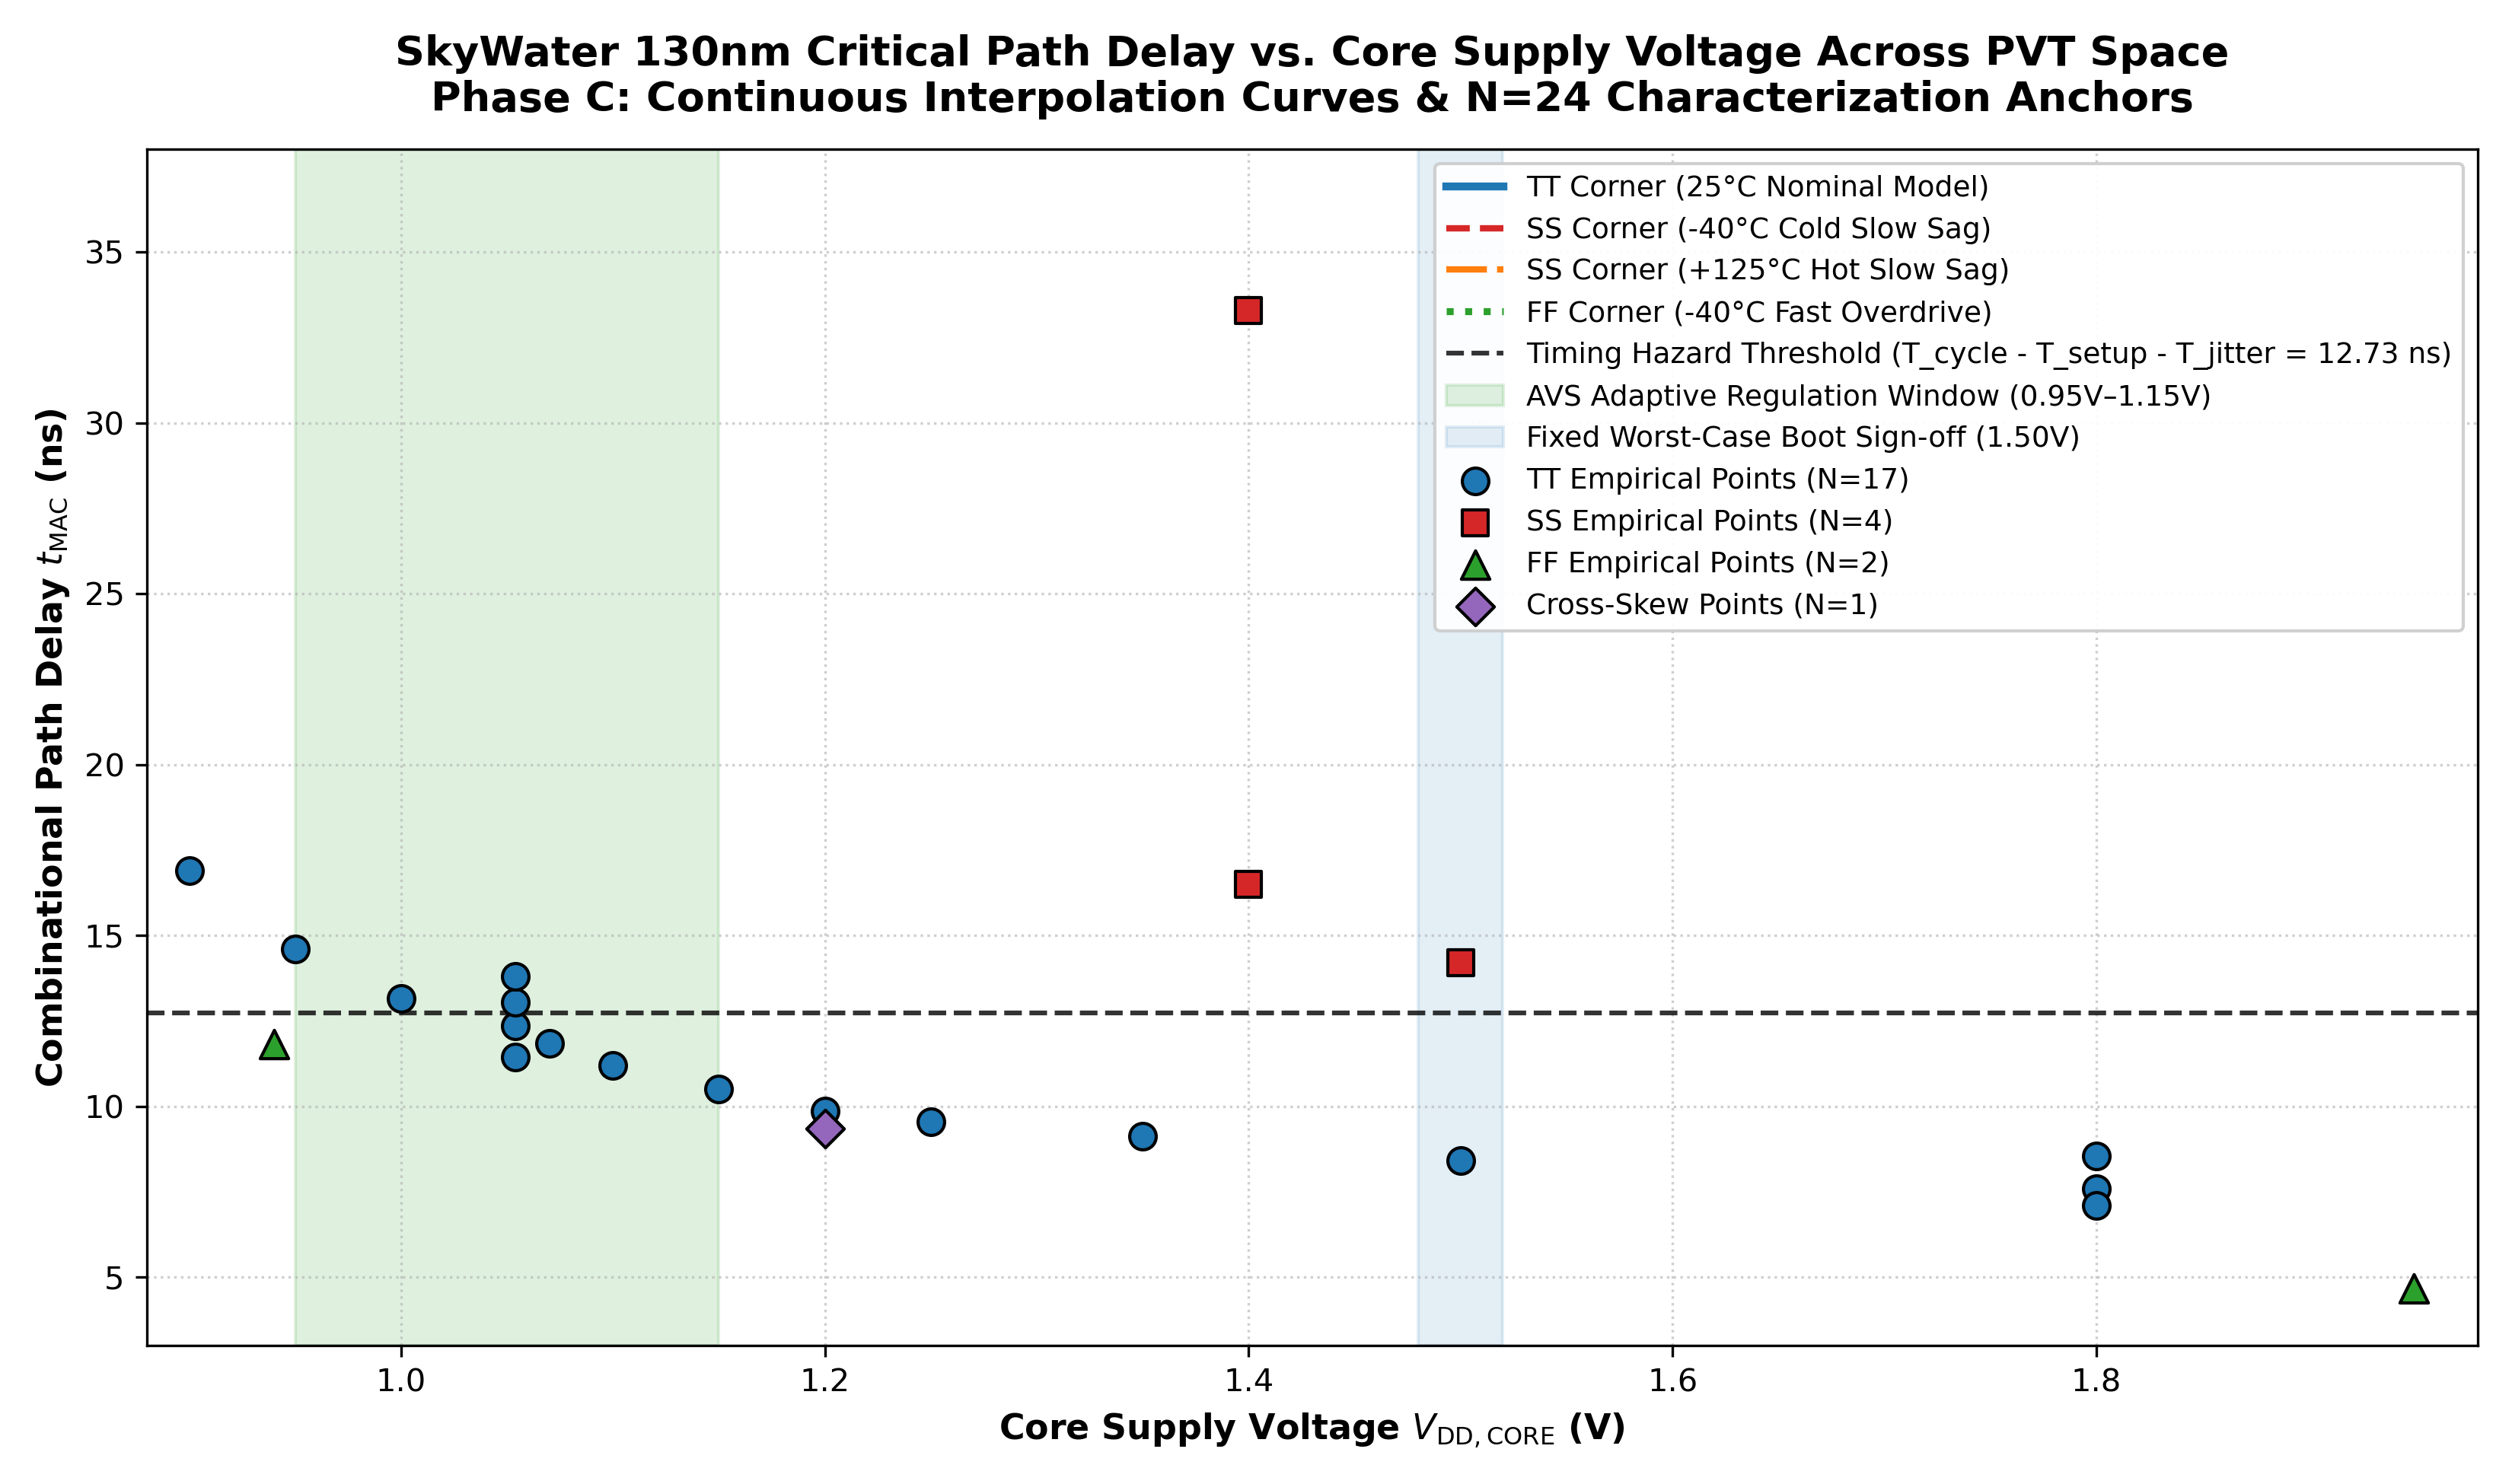 SkyWater 130nm Critical Path Delay vs. Core Supply Voltage Across PVT Space
Phase C: Continuous Interpolation Curves & N=24 Characterization Anchors
TT Corner (25°C Nominal Model)
SS Corner (-40°C Cold Slow Sag)
SS Corner (+125°C Hot Slow Sag)
FF Corner (-40°C Fast Overdrive)
Timing Hazard Threshold (T_cycle - T_setup - T_jitter = 12.73 ns)
AVS Adaptive Regulation Window (0.95V–1.15V)
Fixed Worst-Case Boot Sign-off (1.50V)
TT Empirical Points (N=17)
SS Empirical Points (N=4)
FF Empirical Points (N=2)
Cross-Skew Points (N=1)
Combinational Path Delay tMAC (ns)
35
30
25
20
15
10
5
1.0 1.2 1.4 1.6 1.8
Core Supply Voltage VDD, CORE (V)